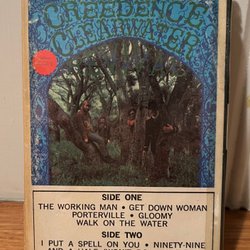 CREEDENCE
CLEARWATER
SIDE ONE
THE WORKING MAN • GET DOWN WOMAN
PORTERVILLE • GLOOMY
WALK ON THE WATER
SIDE TWO
I PUT A SPELL ON YOU • NINETY-NINE